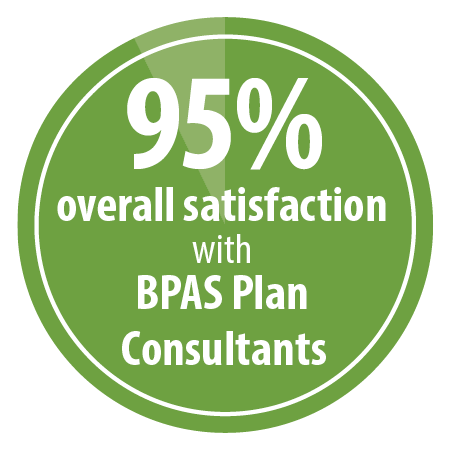 95%
overall satisfaction
with
BPAS Plan
Consultants